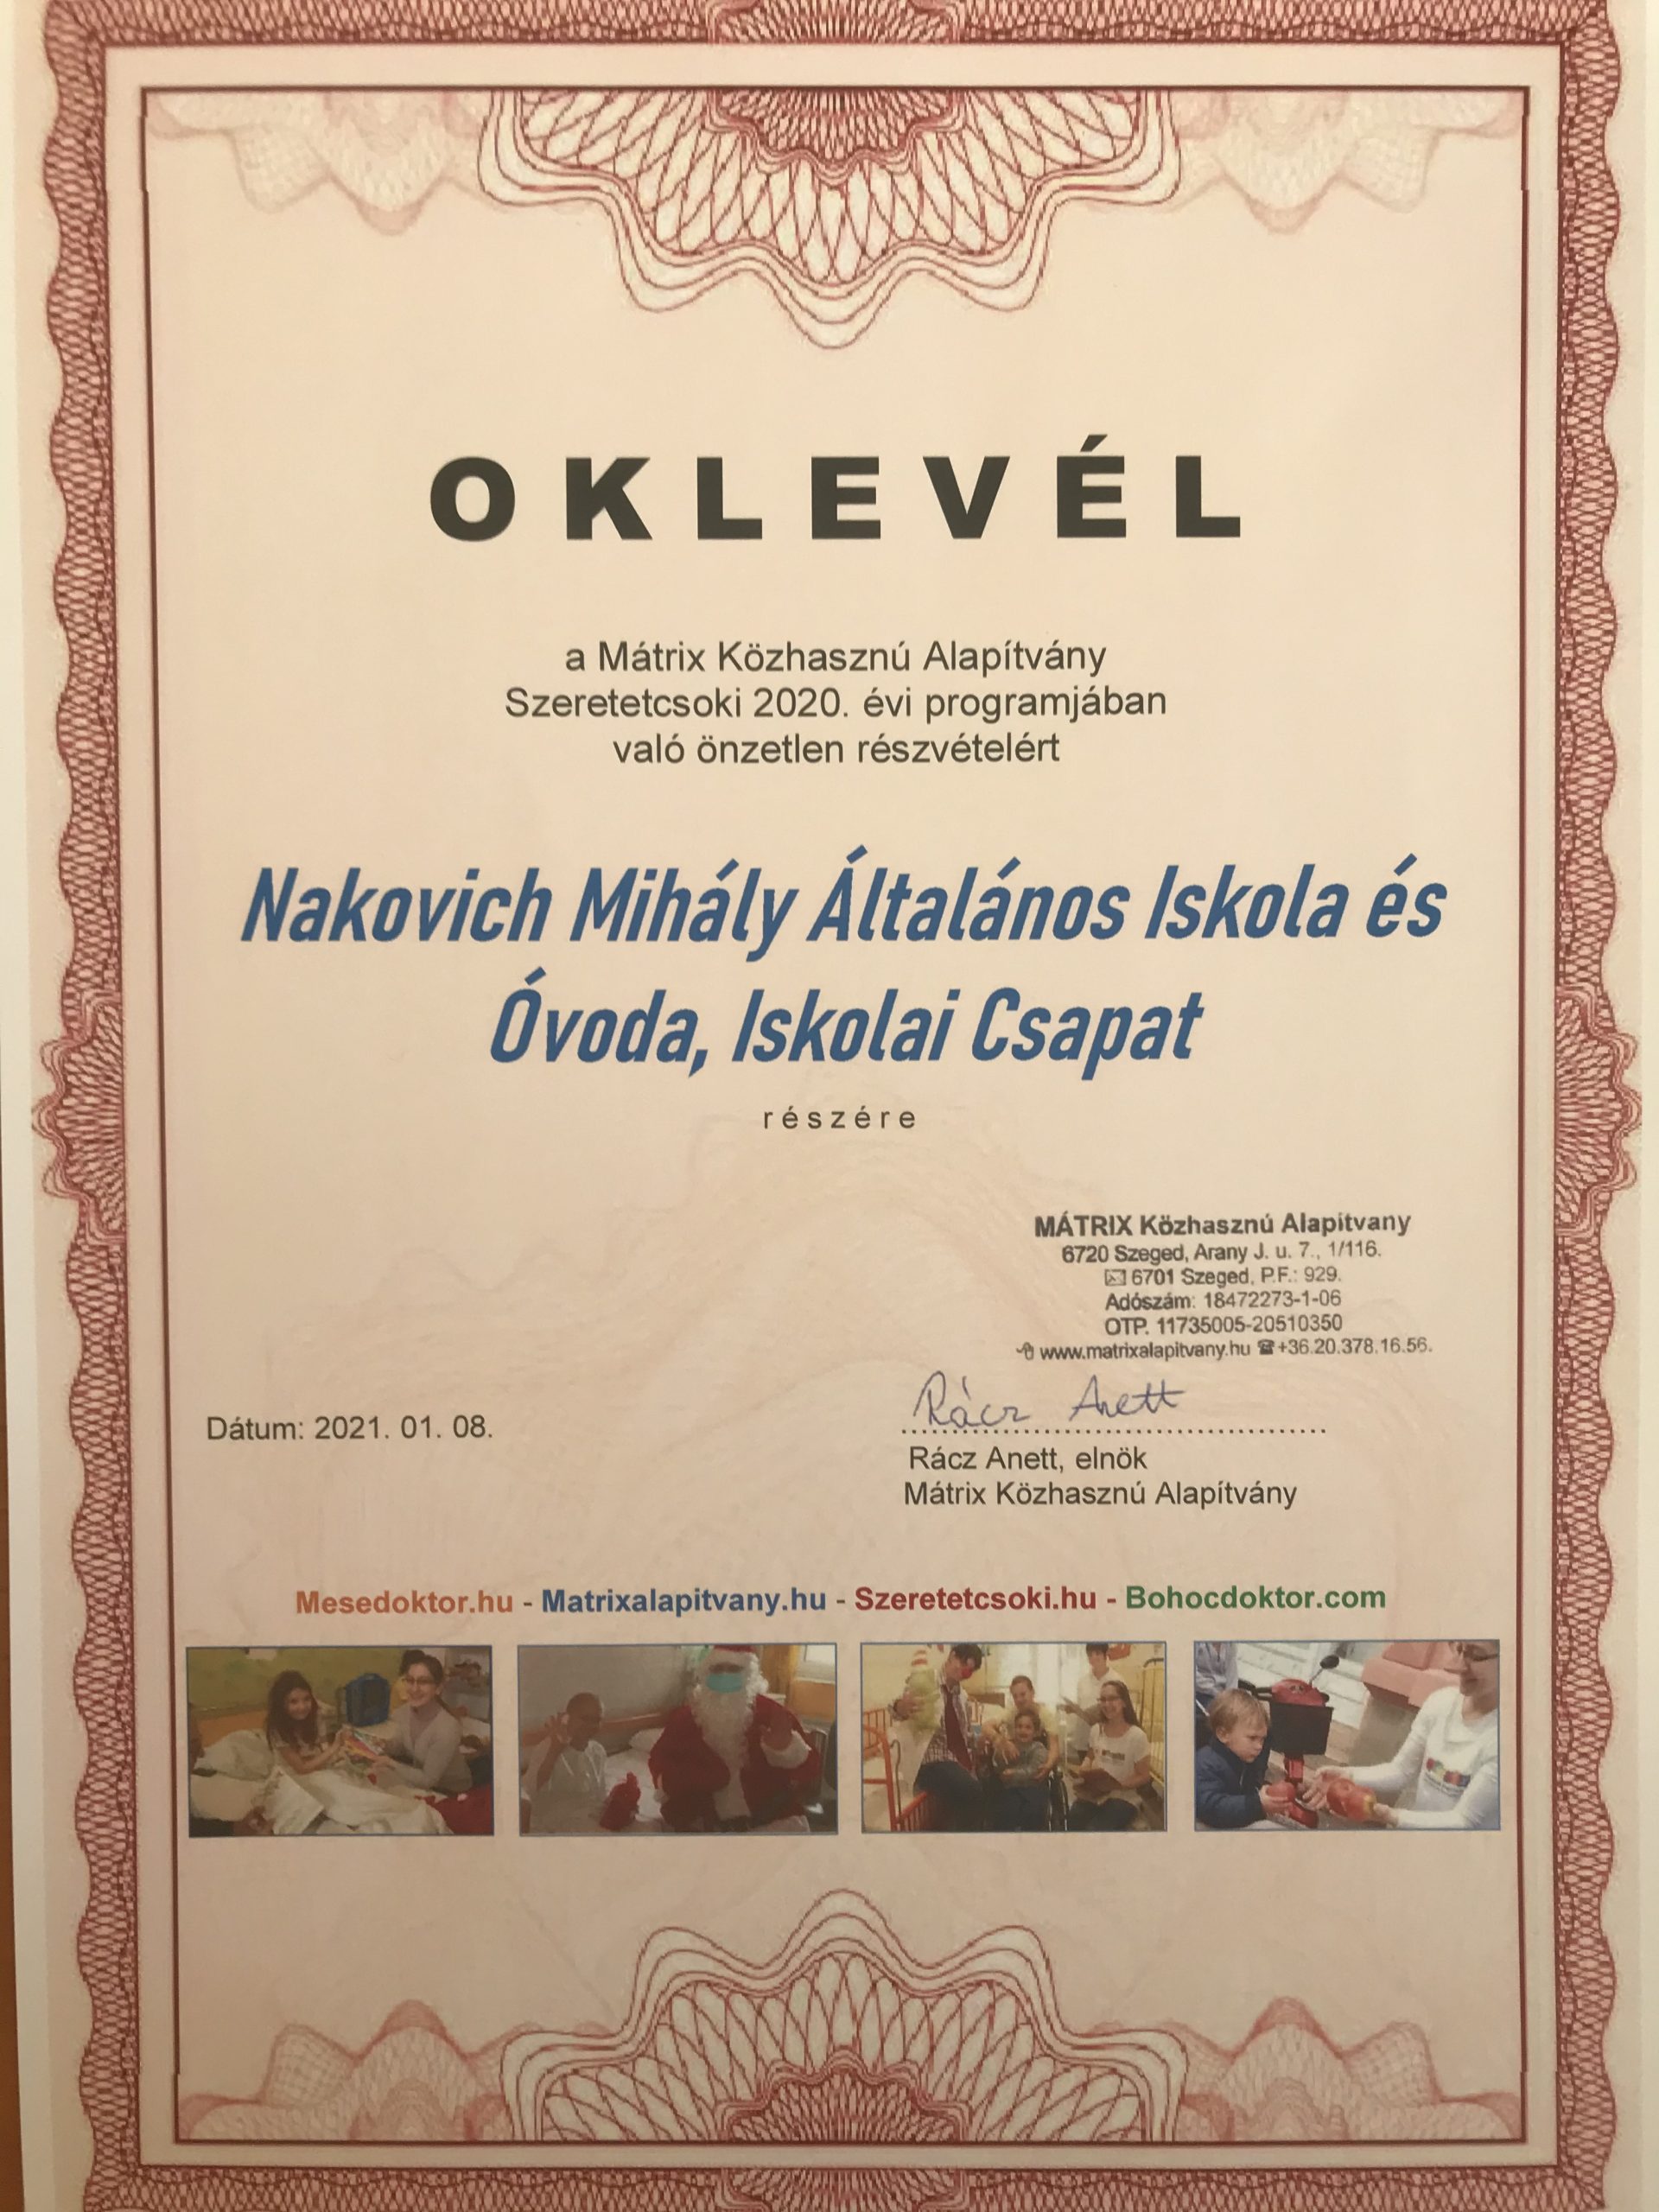 OKLEVÉL
a Mátrix Közhasznú Alapítvány
Szeretetcsoki 2020. évi programjában
való önzetlen részvételért
Nakovich Mihály Általános Iskola és
Óvoda, Iskolai Csapat
részére
MÁTRIX Közhasznú Alapítvany
6720 Szeged, Arany J. u. 7., 1/116.
6701 Szeged, P.F.: 929.
Adószám: 18472273-1-06
OTP. 11735005-20510350
www.matrixalapitvany.hu ☎+36.20.378.16.56.
Rácz Anett
Dátum: 2021. 01. 08.
Rácz Anett, elnök
Mátrix Közhasznú Alapítvány
Mesedoktor.hu - Matrixalapitvany.hu - Szeretetcsoki.hu - Bohocdoktor.com